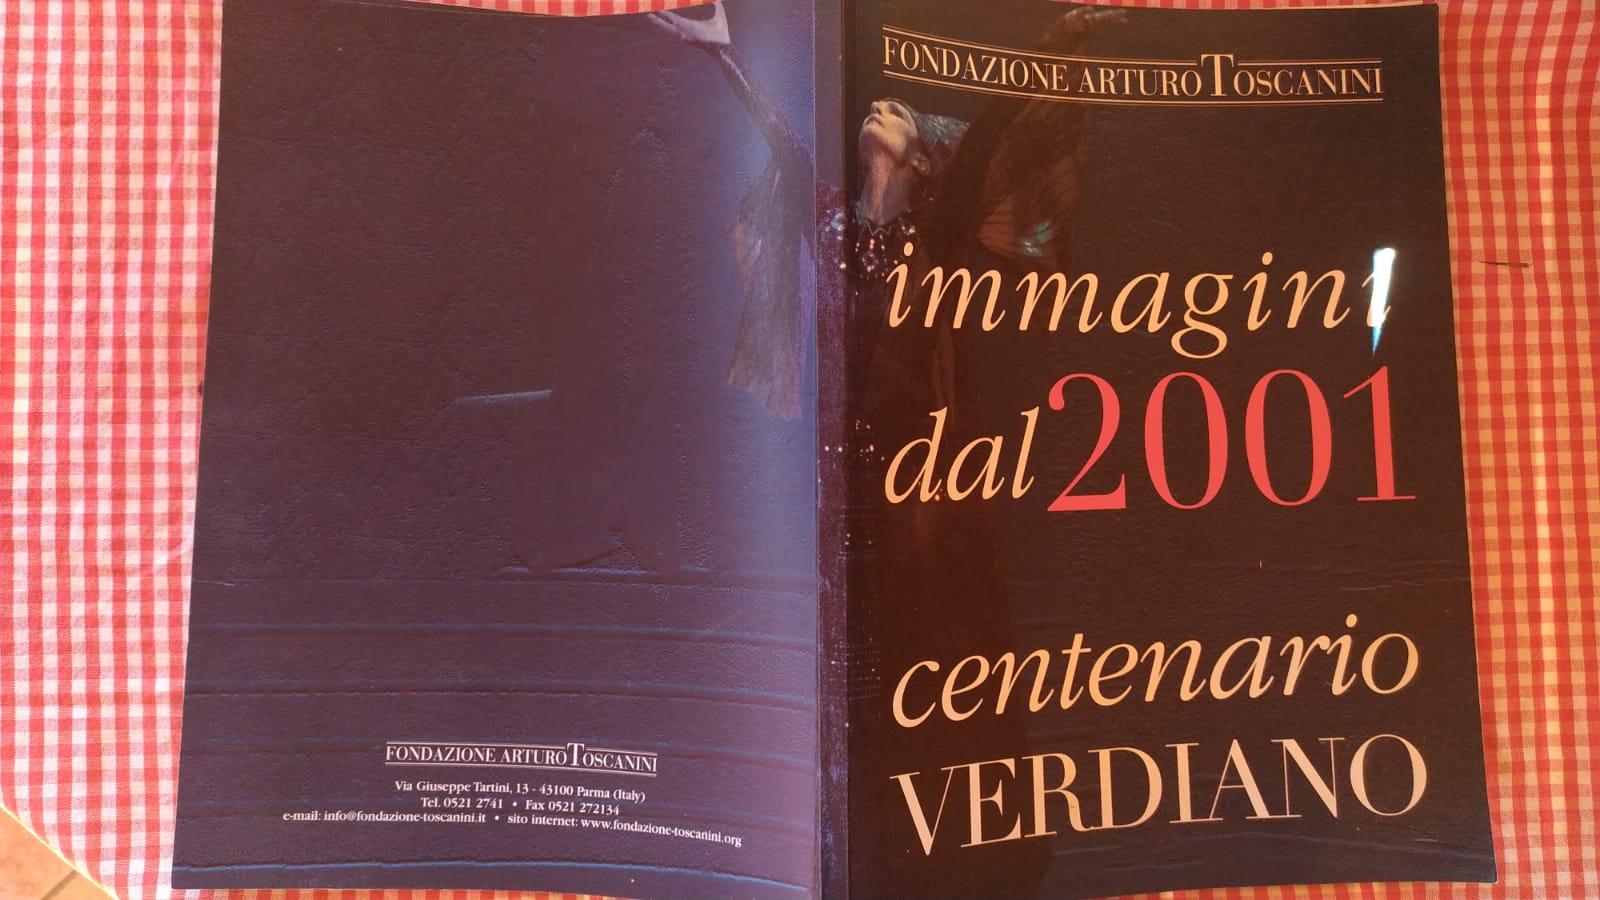 FONDAZIONE ARTURO TOSCANINI
Via Giuseppe Tartini, 13 - 43100 Parma (Italy)
Tel. 0521 2741 • Fax 0521 272134
e-mail: info@fondazione-toscanini.it • sito internet: www.fondazione-toscanini.org
FONDAZIONE ARTURO TOSCANINI
immagini
dal 2001
centenario
VERDIANO